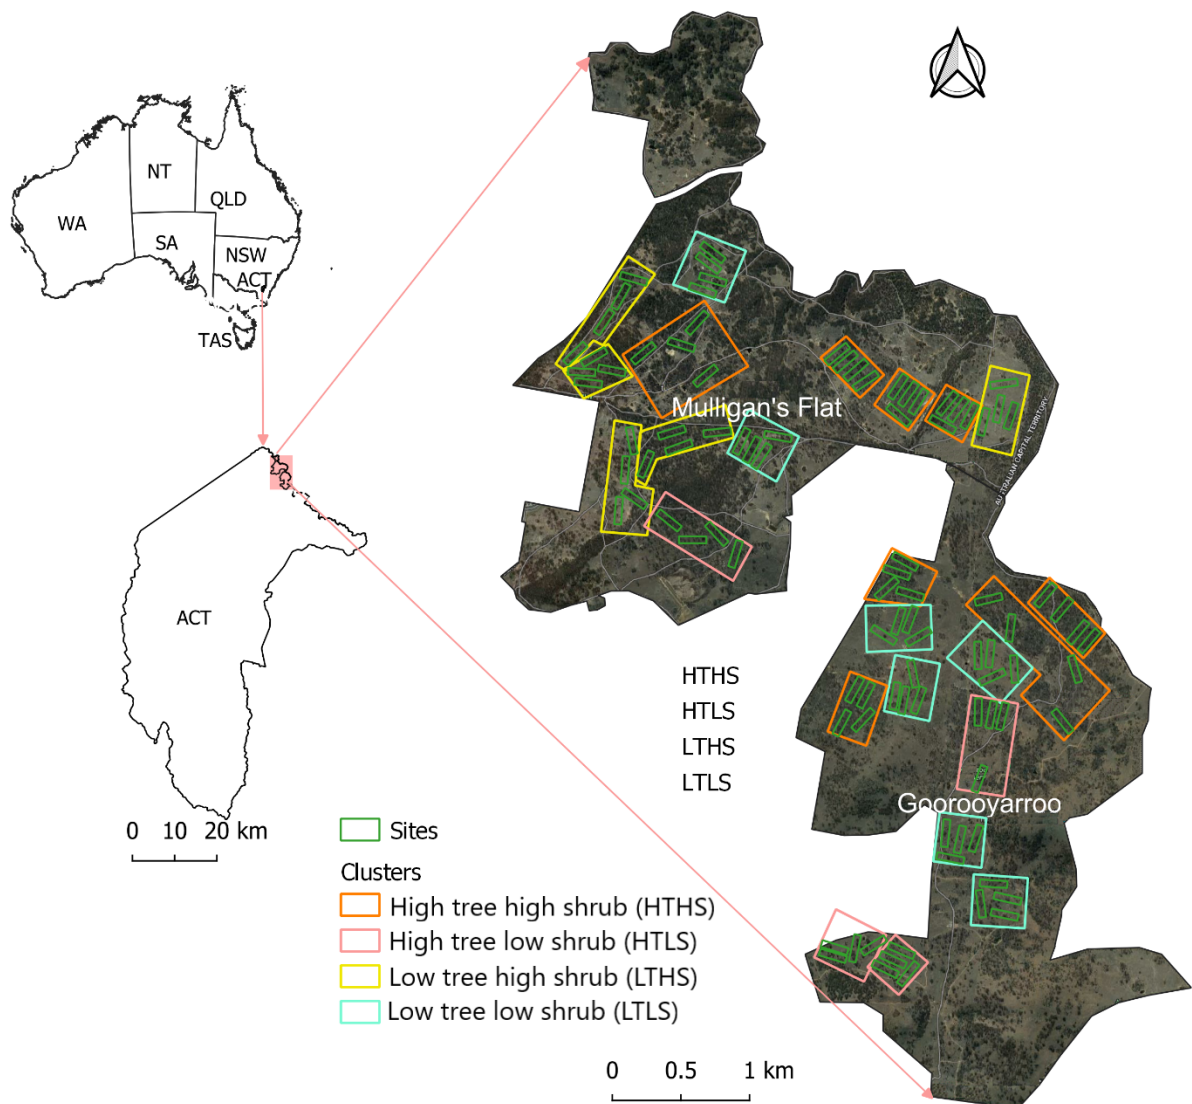 NT
QLD
WA
SA
NSW
ACT
TAS
Mulligan's Flat
AUSTRALIAN CAPITAL TERRITORY
ACT
HTHS
HTLS
LTHS
LTLS
Goorooyarroo
0 10 20 km
Sites
Clusters
High tree high shrub (HTHS)
High tree low shrub (HTLS)
Low tree high shrub (LTHS)
Low tree low shrub (LTLS)
0 0.5 1 km